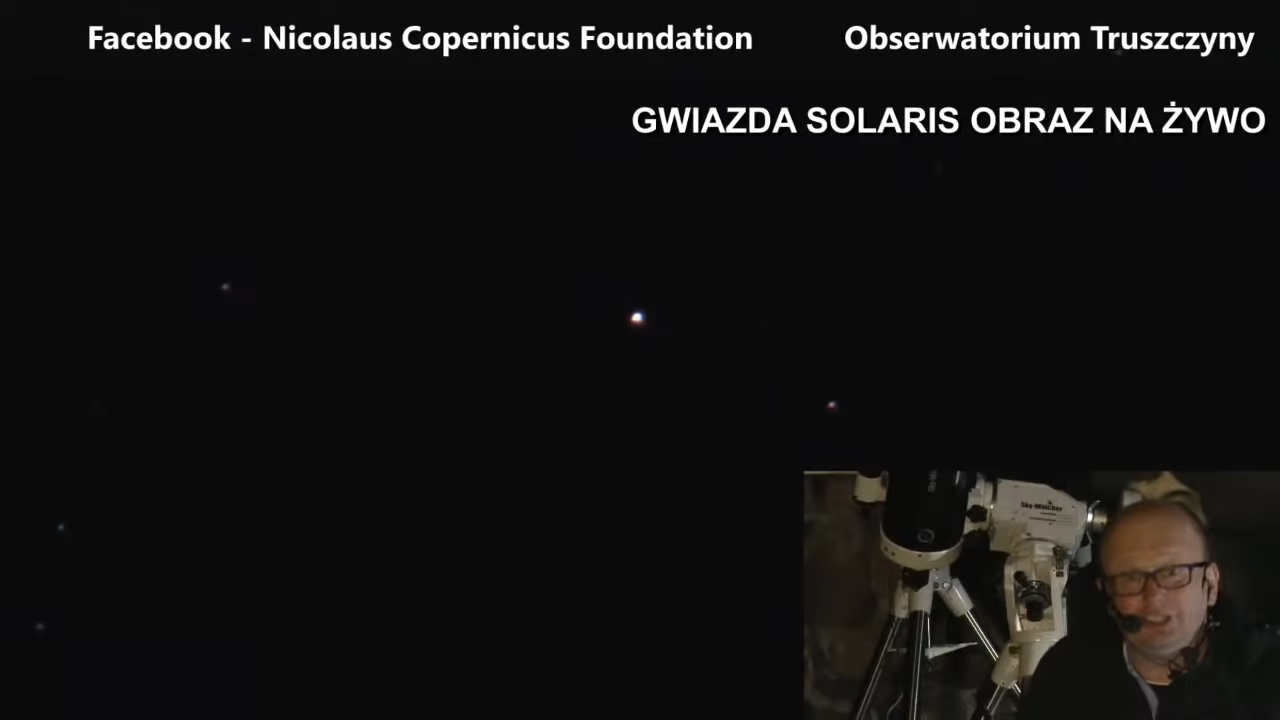 Facebook - Nicolaus Copernicus Foundation
Obserwatorium Truszczyny
GWIAZDA SOLARIS OBRAZ NA ŻYWO
Sky-Watcher